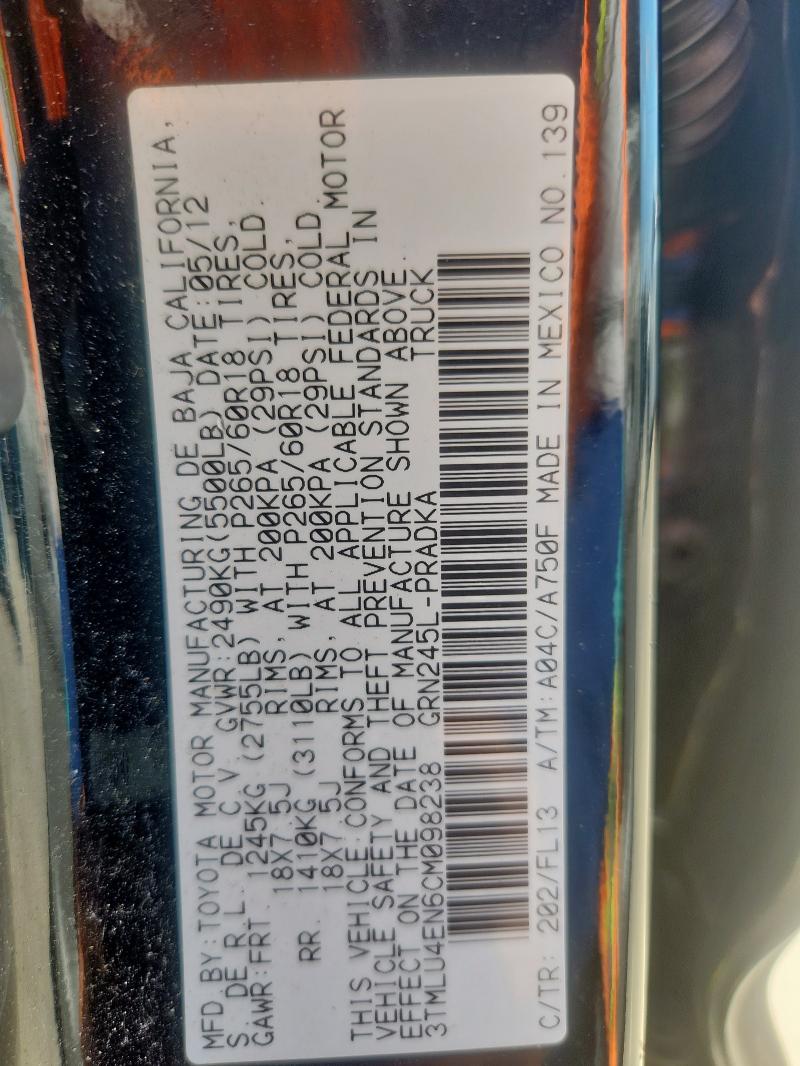 MFD.BY:TOYOTA MOTOR MANUFACTURING DE BAJA CALIFORNIA,
S. DE R.L. DE C.V. GVWR:2490KG(5500LB) DATE:05/12
GAWR:FRT. 1245KG (2755LB) WITH P265/60R18 TIRES,
18X7.5J RIMS, AT 200KPA (29PSI) COLD.
RR. 1410KG (3110LB) WITH P265/60R18 TIRES,
18X7.5J RIMS, AT 200KPA (29PSI) COLD.
THIS VEHICLE CONFORMS TO ALL APPLICABLE FEDERAL MOTOR
VEHICLE SAFETY AND THEFT PREVENTION STANDARDS IN
EFFECT ON THE DATE OF MANUFACTURE SHOWN ABOVE.
3TMLU4EN6CM098238 GRN245L-PRADKA TRUCK
C/TR: 202/FL13 A/TM:A04C/A750F MADE IN MEXICO NO.139